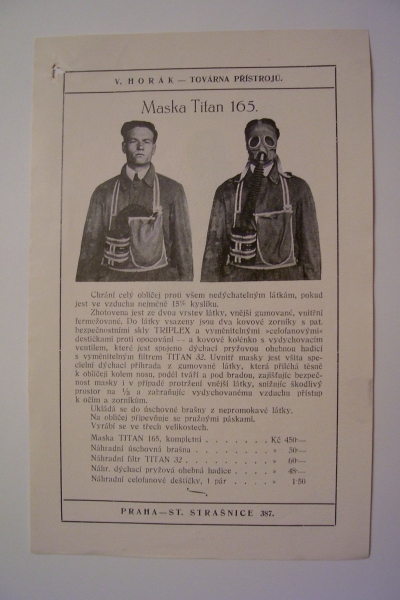 V. HORÁK — TOVÁRNA PŘÍSTROJŮ.
Maska Titan 165.
Chrání celý obličej proti všem nedýchatelným látkám, pokud
jest ve vzduchu nejméně 15% kyslíku.
Zhotovena jest ze dvou vrstev látky, vnější gumované, vnitřní
fermežované. Do látky vsazeny jsou dva kovové zorníky s pat.
bezpečnostními skly TRIPLEX a vyměnitelnými »celofanovými«
destičkami proti opocování -- a kovové kolénko s vydychovacím
ventilem, které jest spojeno dýchací pryžovou ohebnou hadicí
s vyměnitelným filtrem TITAN 32. Uvnitř masky jest všita spe-
cielní dýchací přihrada z gumované látky, která přiléhá těsně
k obličeji kolem nosu, podél tváří a pod bradou, zajišťujíc bezpeč-
nost masky i v případě protržení vnější látky, snižujíc škodlivý
prostor na ⅓ a zabraňujíc vydychovanému vzduchu přístup
k očím a zorníkům.
Ukládá se do úschovné brašny z nepromokavé látky.
Na obličej připevňuje se pružnými páskami.
Vyrábí se ve třech velikostech.
Maska TITAN 165, kompletní . . . . . . . Kč 450·—
Náhradní úschovná brašna . . . . . . . . » 50·—
Náhradní filtr TITAN 32 . . . . . . . . . » 60·—
Náhr. dýchací pryžová ohebná hadice . . . . » 48·—
Náhradní celofanové destičky, 1 pár . . . . » 1·50
PRAHA—ST. STRAŠNICE 387.